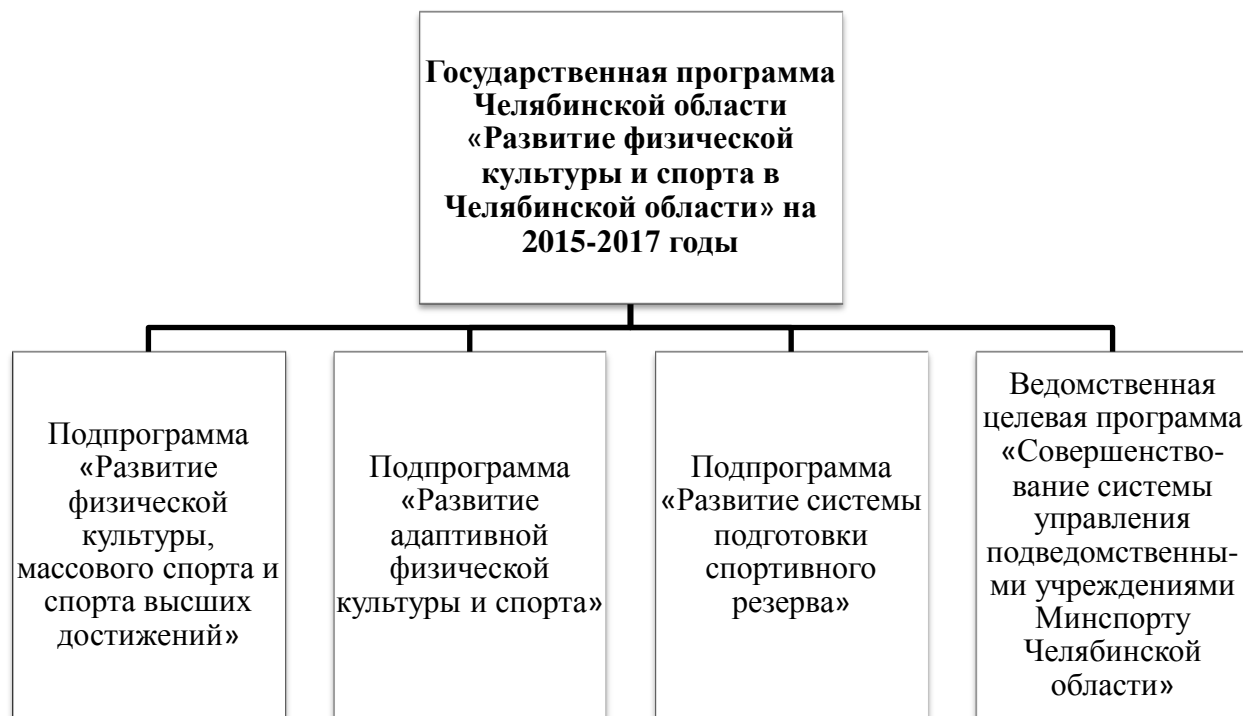 Государственная программа
Челябинской области
«Развитие физической
культуры и спорта в
Челябинской области» на
2015-2017 годы
Подпрограмма
«Развитие
физической
культуры,
массового спорта и
спорта высших
достижений»
Подпрограмма
«Развитие
адаптивной
физической
культуры и спорта»
Подпрограмма
«Развитие системы
подготовки
спортивного
резерва»
Ведомственная
целевая программа
«Совершенство-
вание системы
управления
подведомственны-
ми учреждениями
Минспорту
Челябинской
области»